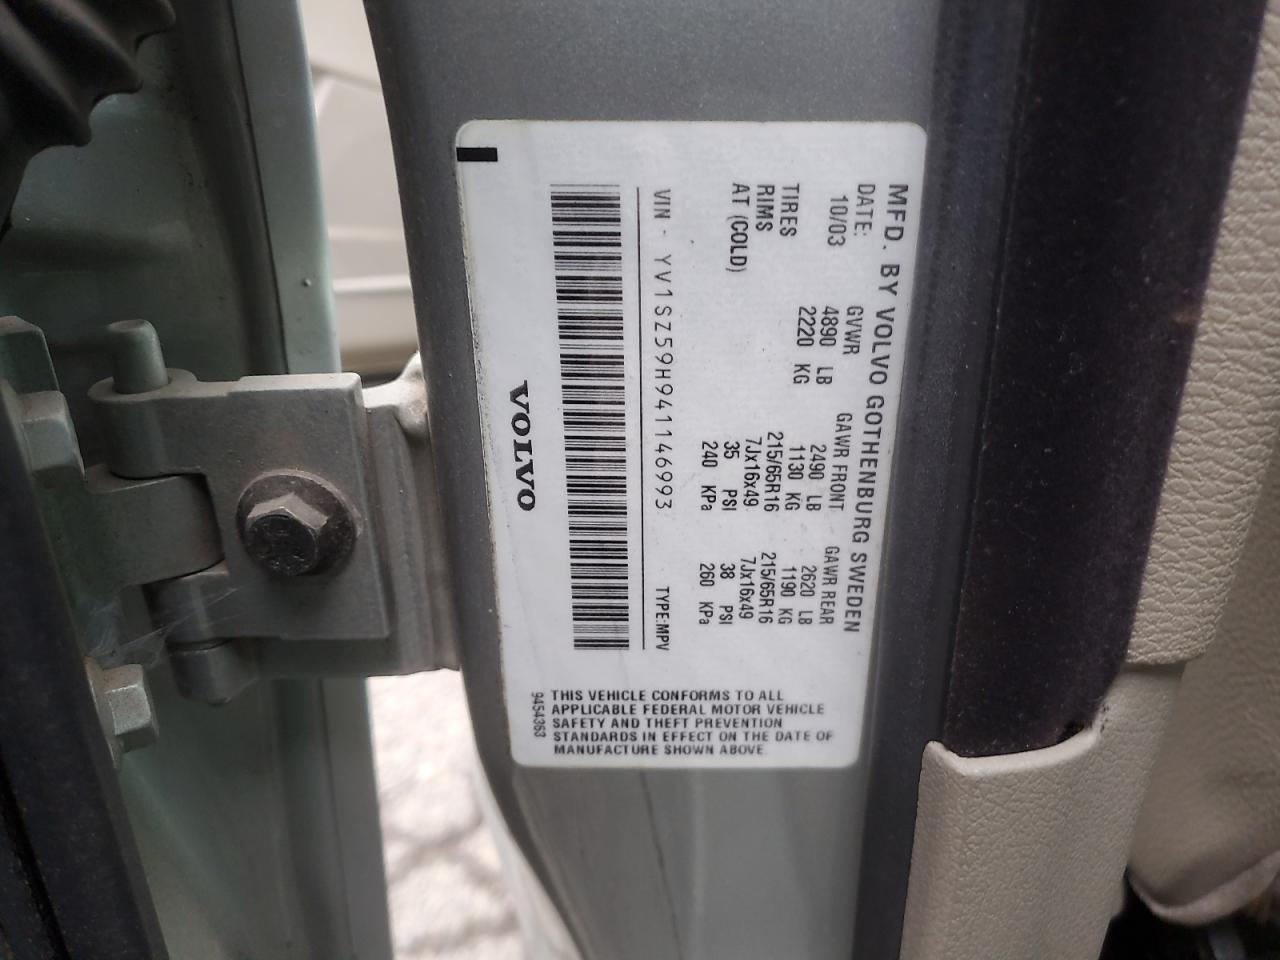 MFD. BY VOLVO GOTHENBURG SWEDEN
DATE: GVWR GAWR FRONT GAWR REAR
10/03 4890 LB 2490 LB 2620 LB
2220 KG 1130 KG 1190 KG
TIRES 215/65R16 215/65R16
RIMS 7Jx16x49 7Jx16x49
AT (COLD) 35 PSI 38 PSI
240 KPa 260 KPa
VIN· YV1SZ59H941146993 TYPE:MPV
VOLVO
THIS VEHICLE CONFORMS TO ALL
APPLICABLE FEDERAL MOTOR VEHICLE
SAFETY AND THEFT PREVENTION
STANDARDS IN EFFECT ON THE DATE OF
MANUFACTURE SHOWN ABOVE.
9454363